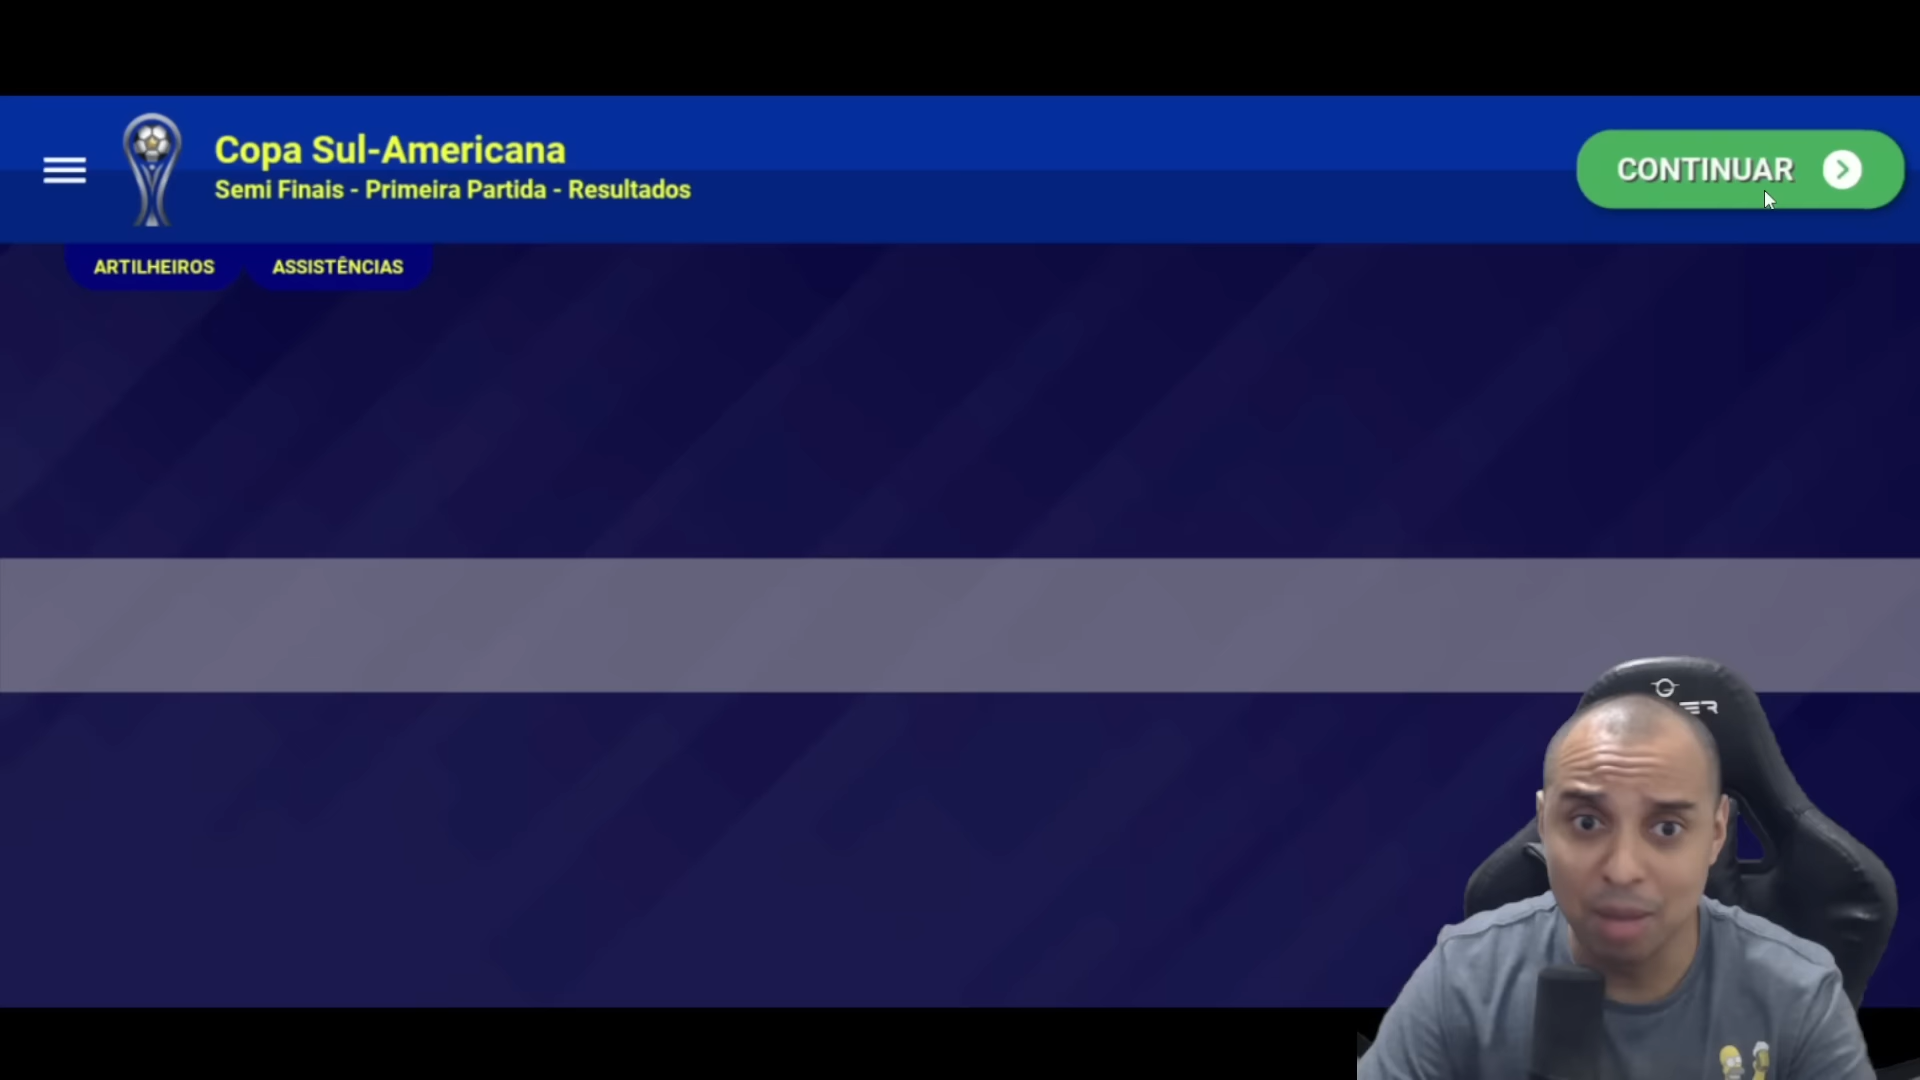 Copa Sul-Americana
Semi Finais - Primeira Partida - Resultados
CONTINUAR
ARTILHEIROS
ASSISTÊNCIAS